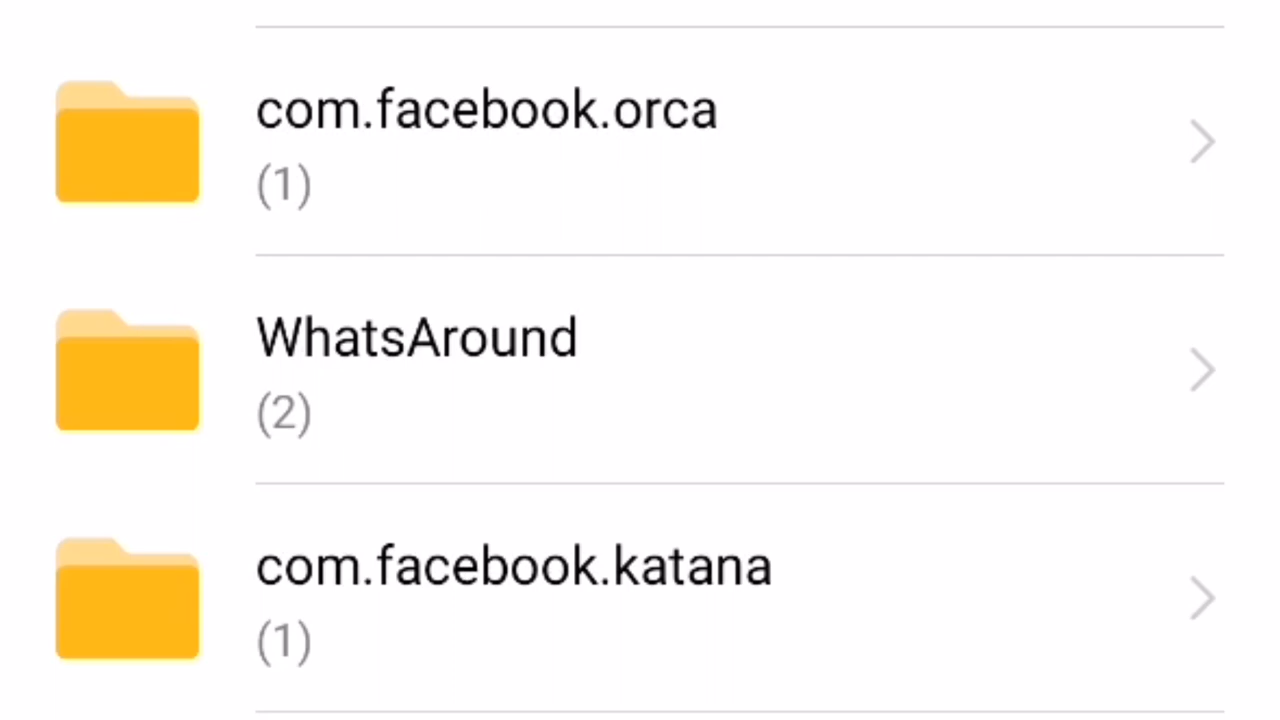 com.facebook.orca
(1)
WhatsAround
(2)
com.facebook.katana
(1)